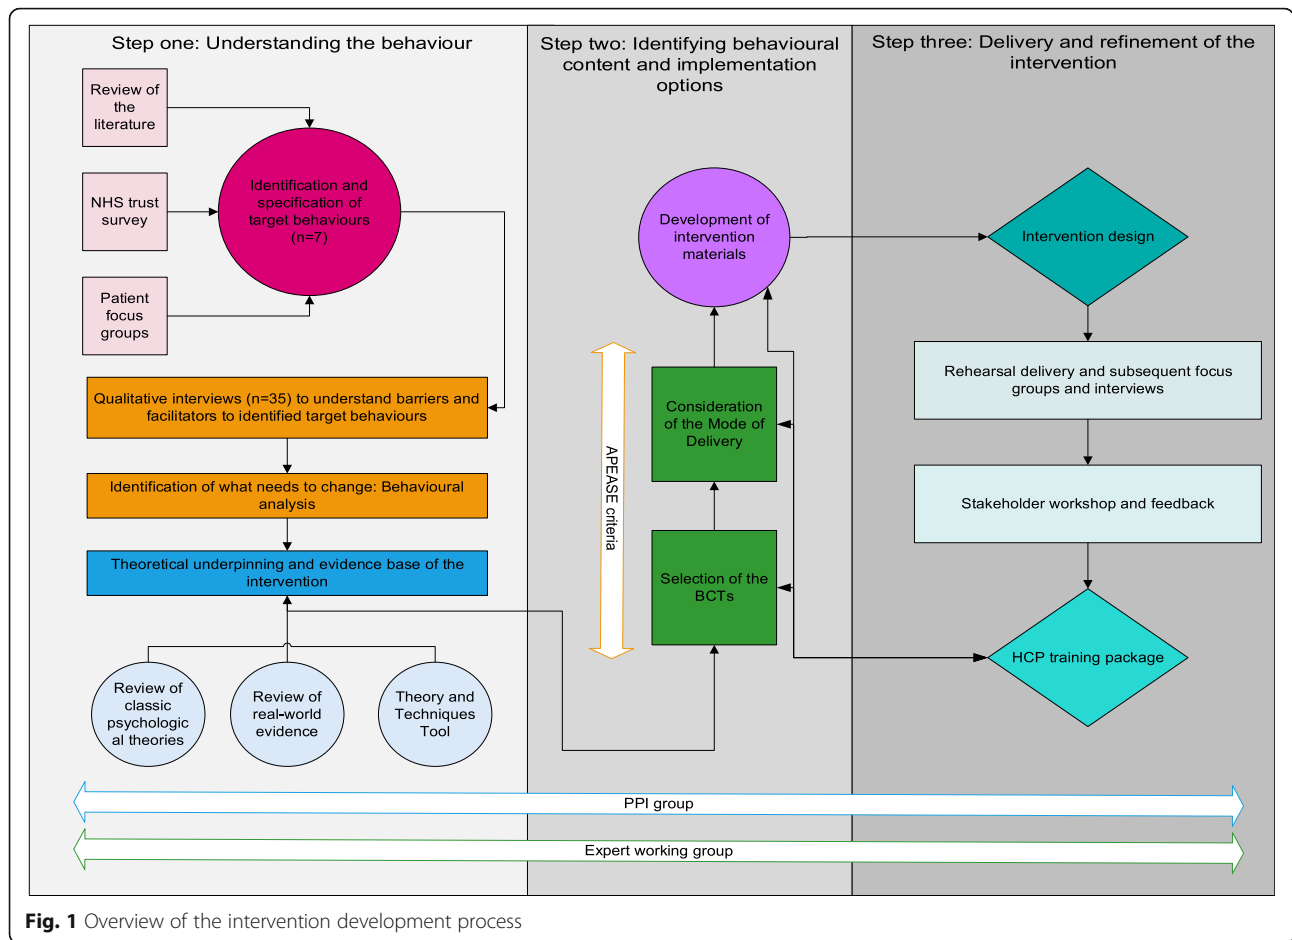 Step one: Understanding the behaviour
Review of
the
literature
NHS trust
survey
Patient
focus
groups
Identification and
specification of
target behaviours
(n=7)
Qualitative interviews (n=35) to understand barriers and
facilitators to identified target behaviours
Identification of what needs to change: Behavioural
analysis
Theoretical underpinning and evidence base of the
intervention
Review of
classic
psychologic
al theories
Review of
real-world
evidence
Theory and
Techniques
Tool
Step two: Identifying behavioural
content and implementation
options
Development of
intervention
materials
Consideration
of the Mode of
Delivery
APEASE criteria
Selection of the
BCTs
Step three: Delivery and refinement of the
intervention
Intervention design
Rehearsal delivery and subsequent focus
groups and interviews
Stakeholder workshop and feedback
HCP training package
PPI group
Expert working group
Fig. 1 Overview of the intervention development process